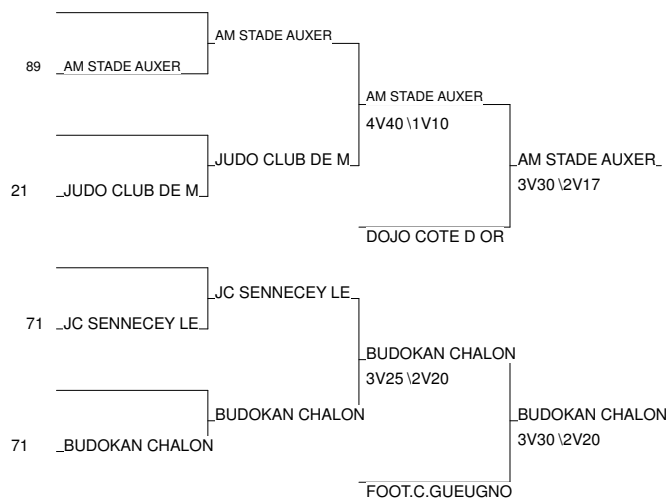 AM STADE AUXER
89 AM STADE AUXER
AM STADE AUXER
4V40 \1V10
JUDO CLUB DE M
AM STADE AUXER
21 JUDO CLUB DE M
3V30 \2V17
DOJO COTE D OR
JC SENNECEY LE
71 JC SENNECEY LE
BUDOKAN CHALON
3V25 \2V20
BUDOKAN CHALON
BUDOKAN CHALON
71 BUDOKAN CHALON
3V30 \2V20
FOOT.C.GUEUGNO